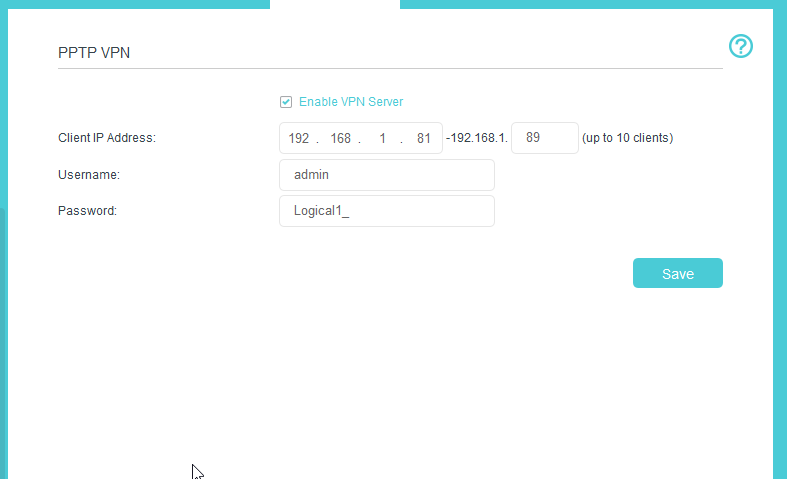 PPTP VPN
Enable VPN Server
Client IP Address: 192 . 168 . 1 . 81 -192.168.1. 89 (up to 10 clients)
Username: admin
Password: Logical1_
Save